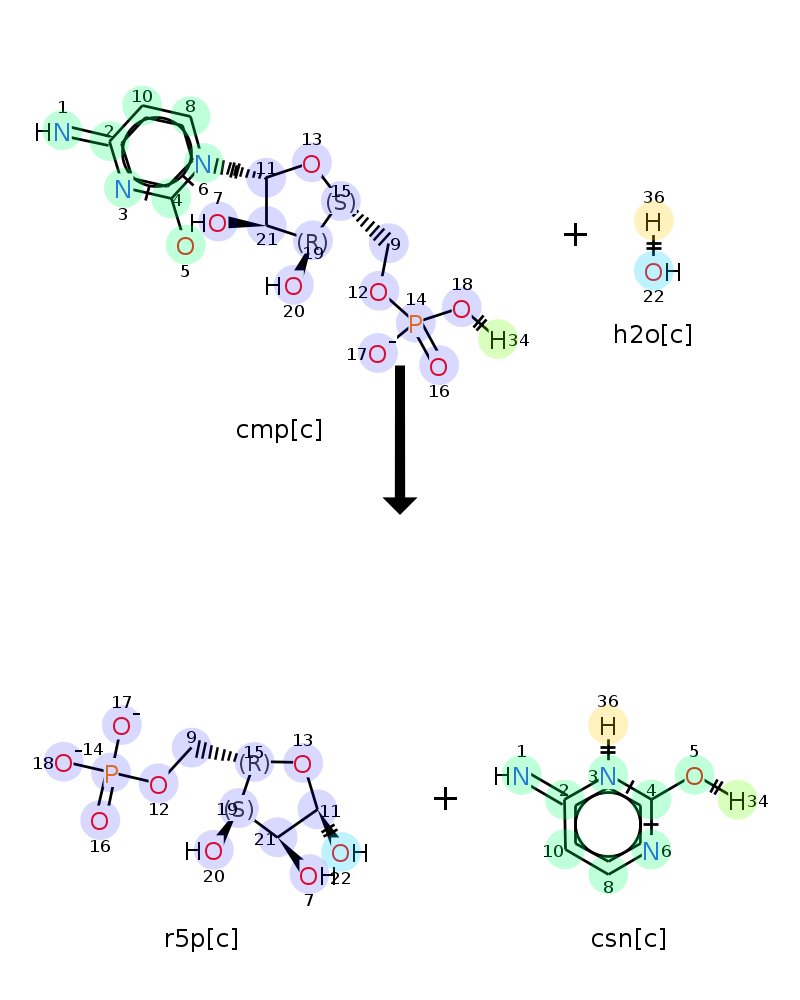 1
HN
2
10
8
N
6
N
3
4
O
5
7
HO
11
21
13
O
15
(S)
(R)
19
HO
20
9
12 O
14
P
18
O
H 34
17 O-
O
16
cmp[c]
+
36
H
OH
22
h2o[c]
17
O-
18 O-
14
P
O
16
O
12
9
15
(R)
13
O
19
(S)
HO
20
21
11
OH
7
OH
22
r5p[c]
+
36
H
1
HN
2
3 N
4
5
O
H 34
10
N 6
8
csn[c]